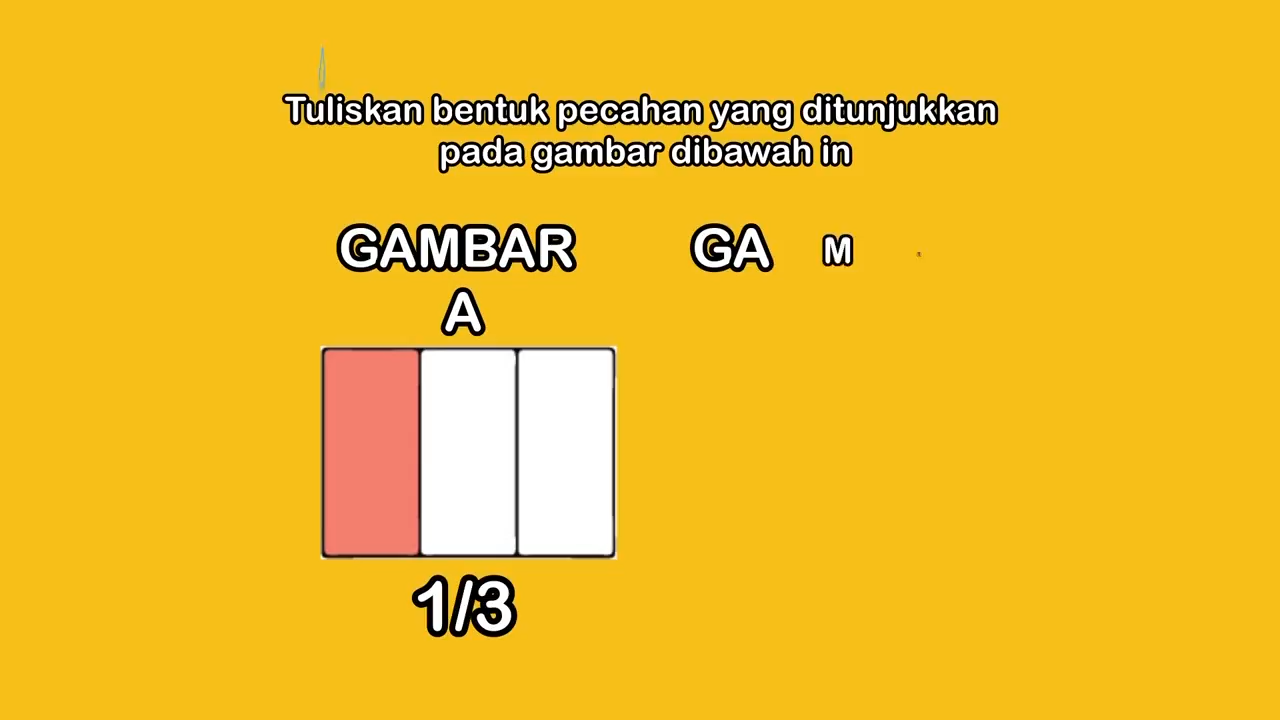 Tuliskan bentuk pecahan yang ditunjukkan
pada gambar dibawah in
GAMBAR
A
1/3
GA M